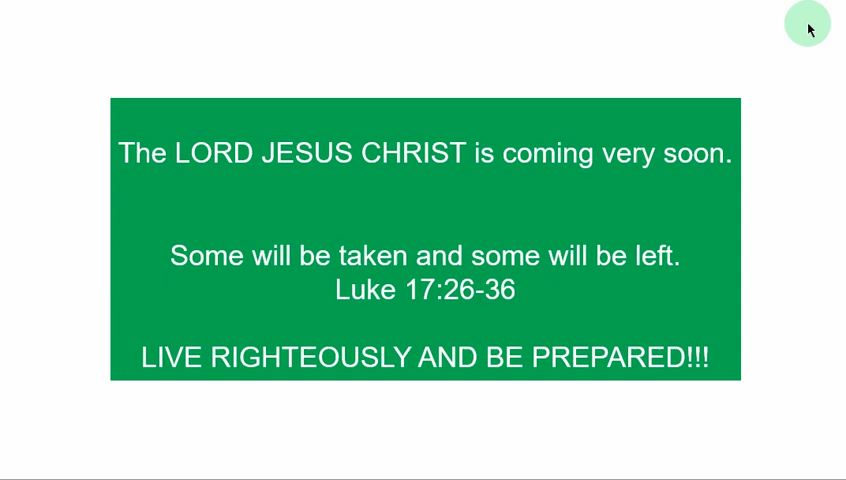 The LORD JESUS CHRIST is coming very soon.
Some will be taken and some will be left.
Luke 17:26-36
LIVE RIGHTEOUSLY AND BE PREPARED!!!